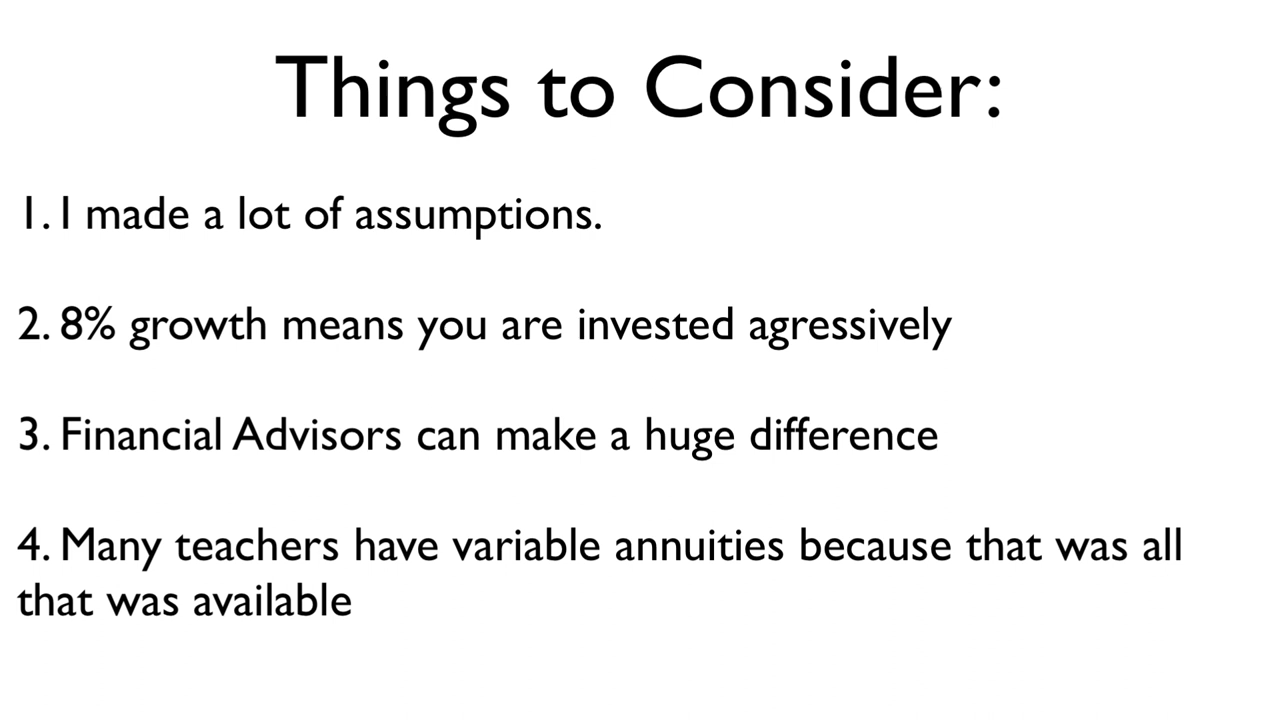 Things to Consider:
1. I made a lot of assumptions.
2. 8% growth means you are invested agressively
3. Financial Advisors can make a huge difference
4. Many teachers have variable annuities because that was all
that was available